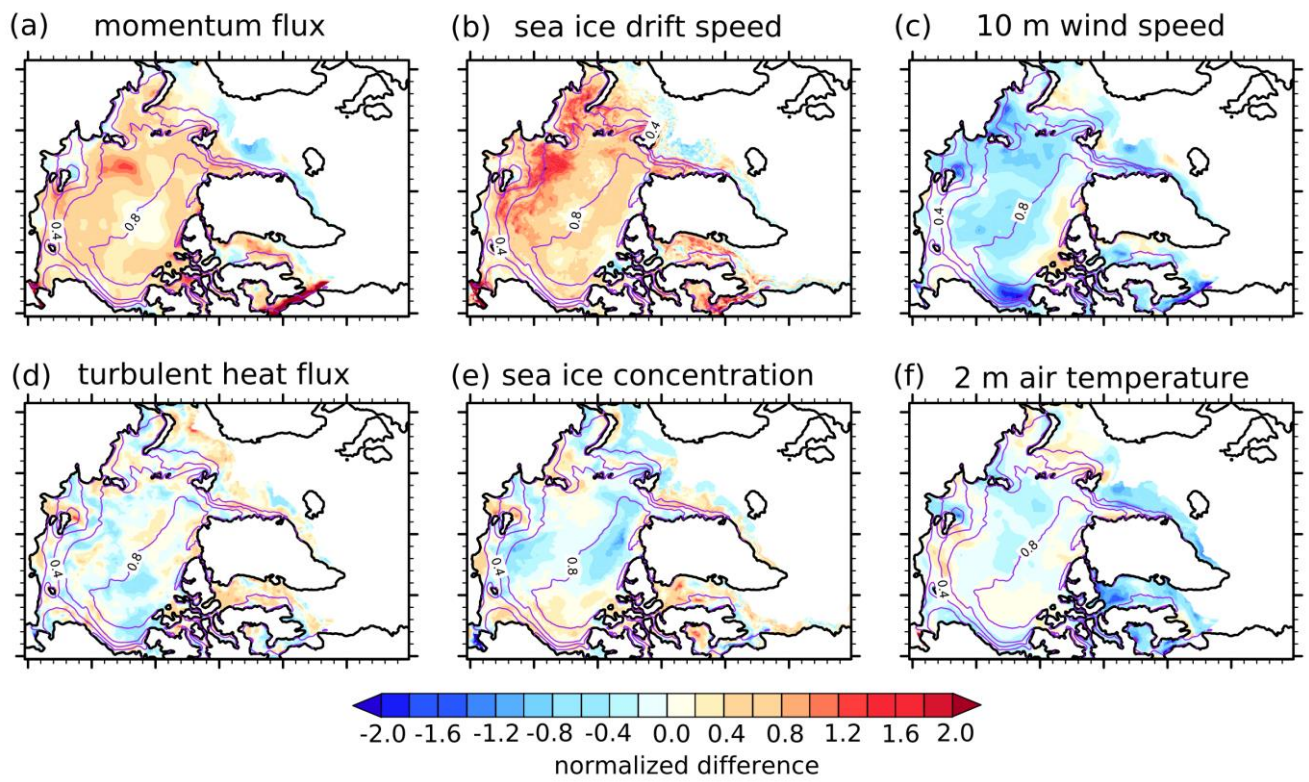 (a) momentum flux
(b) sea ice drift speed
(c) 10 m wind speed
0.8
0.4
0.4
0.8
0.4
0.8
0.4
(d) turbulent heat flux
(e) sea ice concentration
(f) 2 m air temperature
0.8
0.4
0.8
0.4
0.8
0.4
-2.0 -1.6 -1.2 -0.8 -0.4 0.0 0.4 0.8 1.2 1.6 2.0
normalized difference